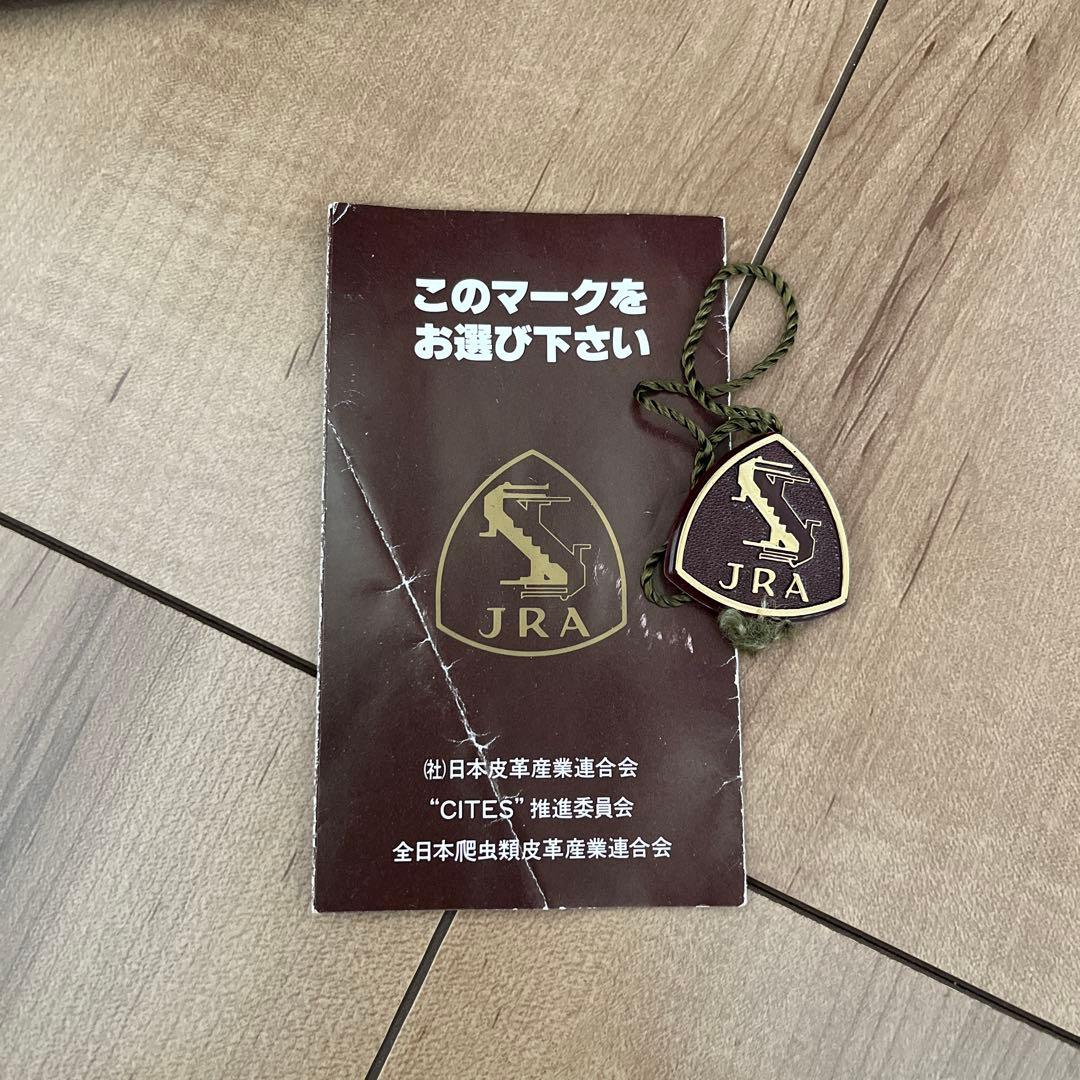 このマークを
お選び下さい
JRA
JRA
㈳日本皮革産業連合会
“CITES” 推進委員会
全日本爬虫類皮革産業連合会